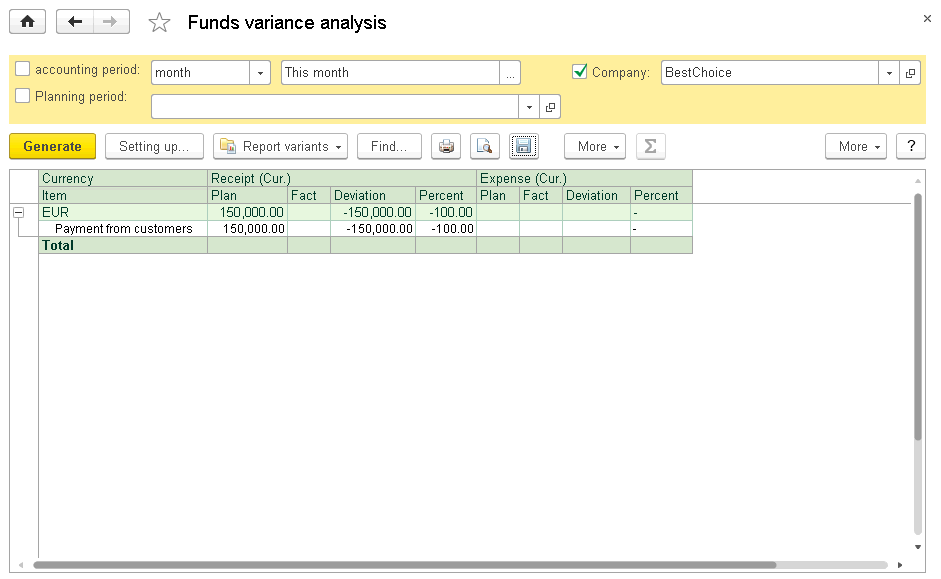 Funds variance analysis
accounting period: month This month ... Company: BestChoice
Planning period:
Generate Setting up... Report variants Find... More Σ More ?
Currency Receipt (Cur.) Expense (Cur.)
Item Plan Fact Deviation Percent Plan Fact Deviation Percent
EUR 150,000.00 -150,000.00 -100.00 -
Payment from customers 150,000.00 -150,000.00 -100.00 -
Total